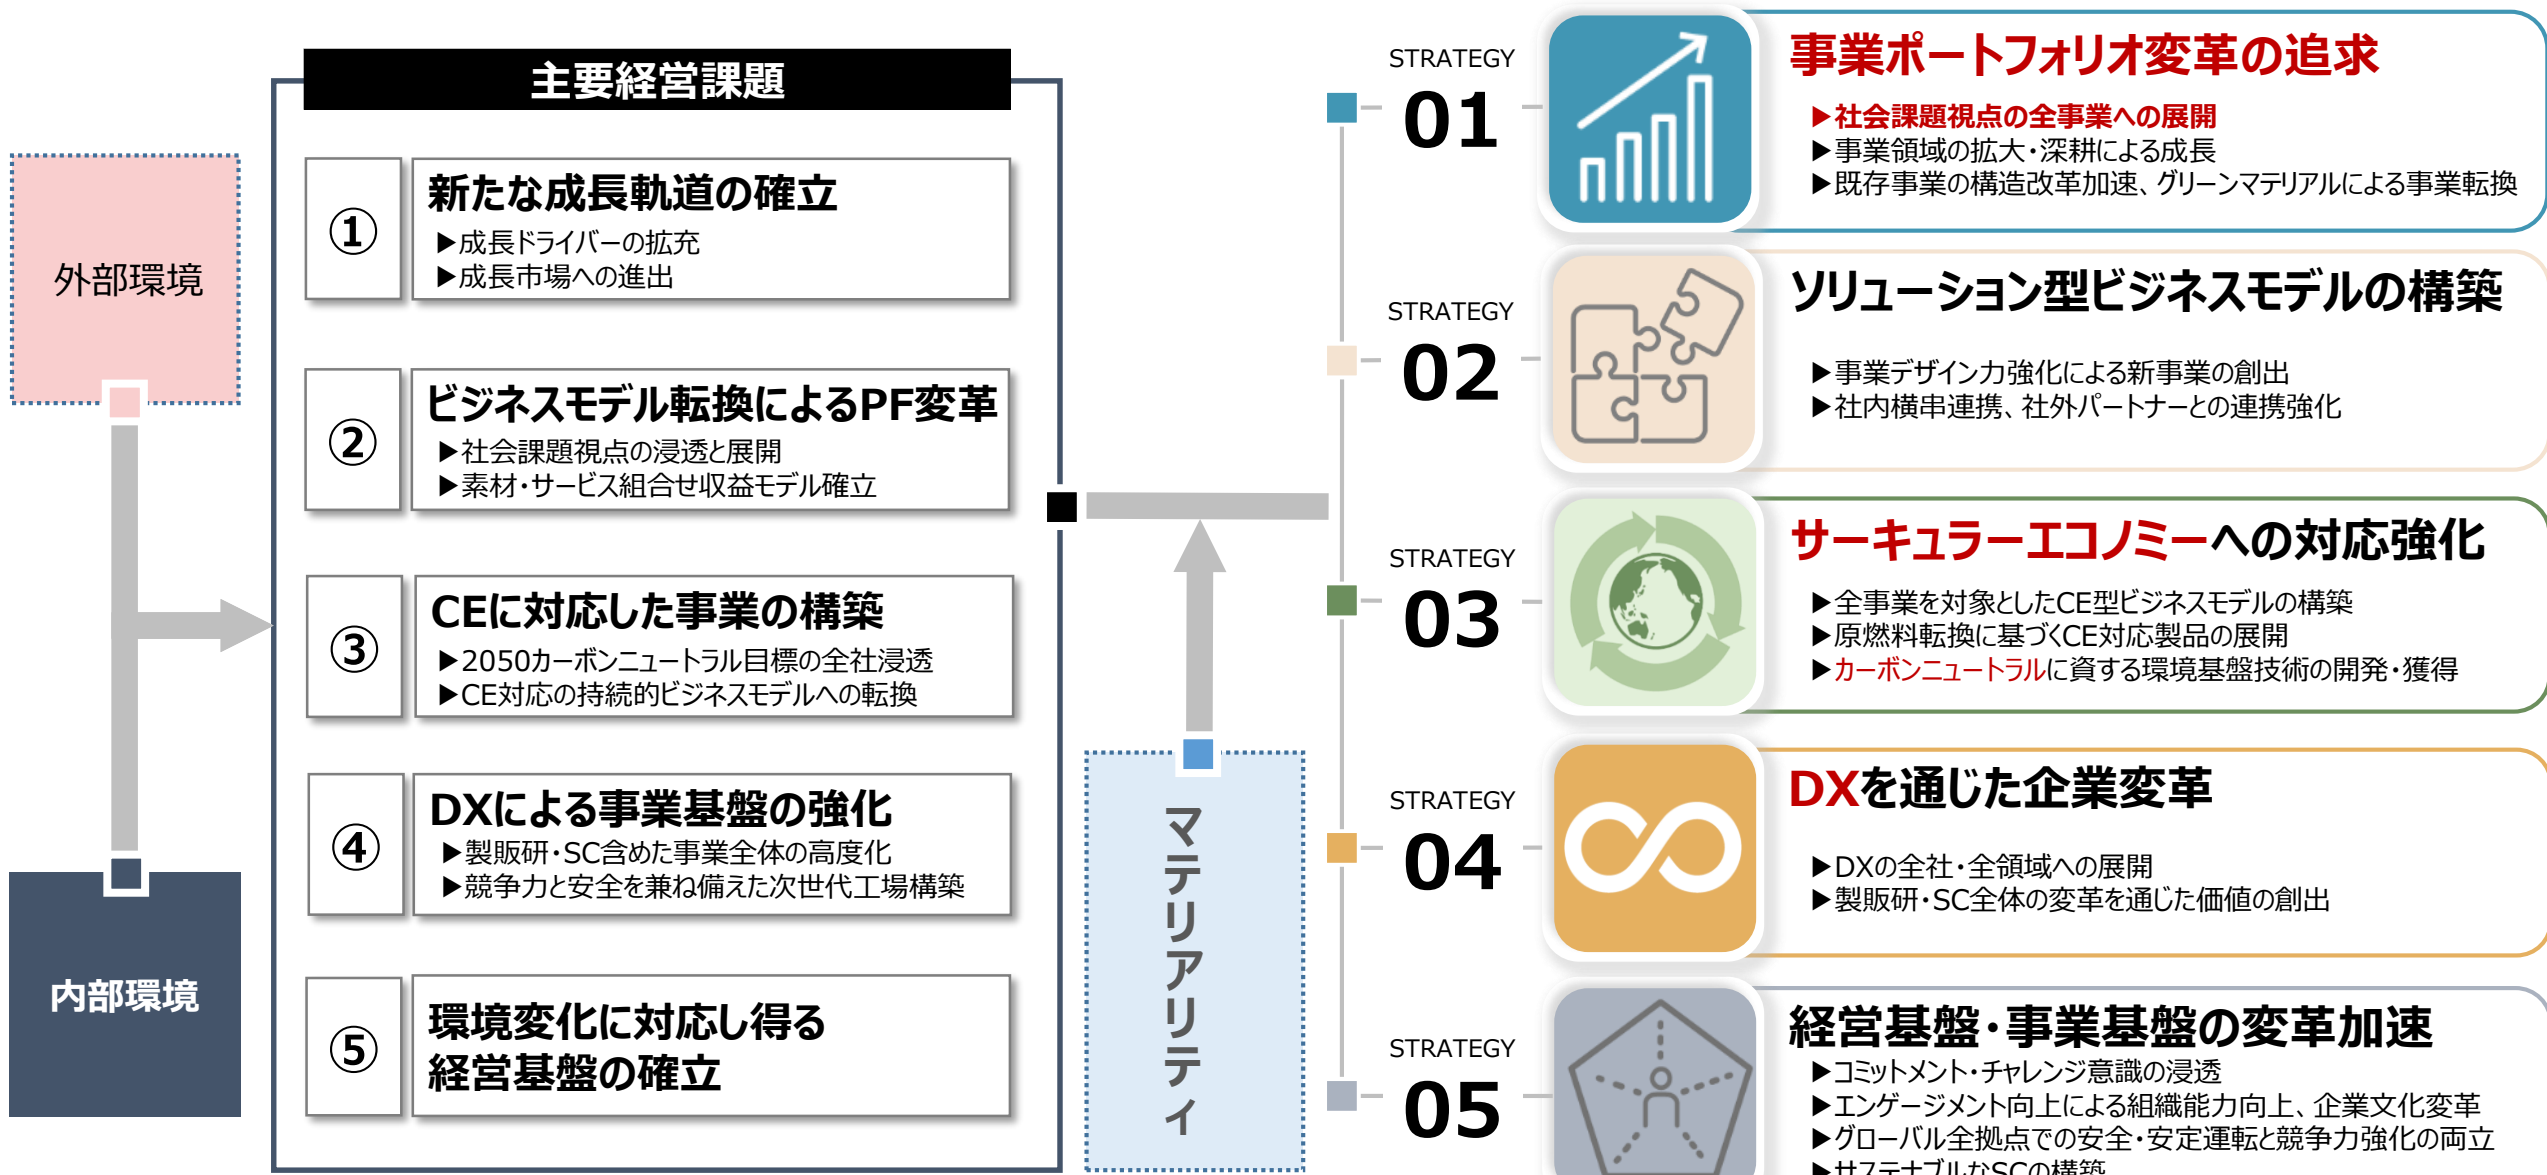 外部環境
内部環境
主要経営課題
①
新たな成長軌道の確立
▶成長ドライバーの拡充
▶成長市場への進出
②
ビジネスモデル転換によるPF変革
▶社会課題視点の浸透と展開
▶素材・サービス組合せ収益モデル確立
③
CEに対応した事業の構築
▶2050カーボンニュートラル目標の全社浸透
▶CE対応の持続的ビジネスモデルへの転換
④
DXによる事業基盤の強化
▶製販研・SC含めた事業全体の高度化
▶競争力と安全を兼ね備えた次世代工場構築
⑤
環境変化に対応し得る
経営基盤の確立
マテリアリティ
STRATEGY
01
事業ポートフォリオ変革の追求
▶社会課題視点の全事業への展開
▶事業領域の拡大・深耕による成長
▶既存事業の構造改革加速、グリーンマテリアルによる事業転換
STRATEGY
02
ソリューション型ビジネスモデルの構築
▶事業デザイン力強化による新事業の創出
▶社内横串連携、社外パートナーとの連携強化
STRATEGY
03
サーキュラーエコノミーへの対応強化
▶全事業を対象としたCE型ビジネスモデルの構築
▶原燃料転換に基づくCE対応製品の展開
▶カーボンニュートラルに資する環境基盤技術の開発・獲得
STRATEGY
04
DXを通じた企業変革
▶DXの全社・全領域への展開
▶製販研・SC全体の変革を通じた価値の創出
STRATEGY
05
経営基盤・事業基盤の変革加速
▶コミットメント・チャレンジ意識の浸透
▶エンゲージメント向上による組織能力向上、企業文化変革
▶グローバル全拠点での安全・安定運転と競争力強化の両立
▶サステナブルなSCの構築